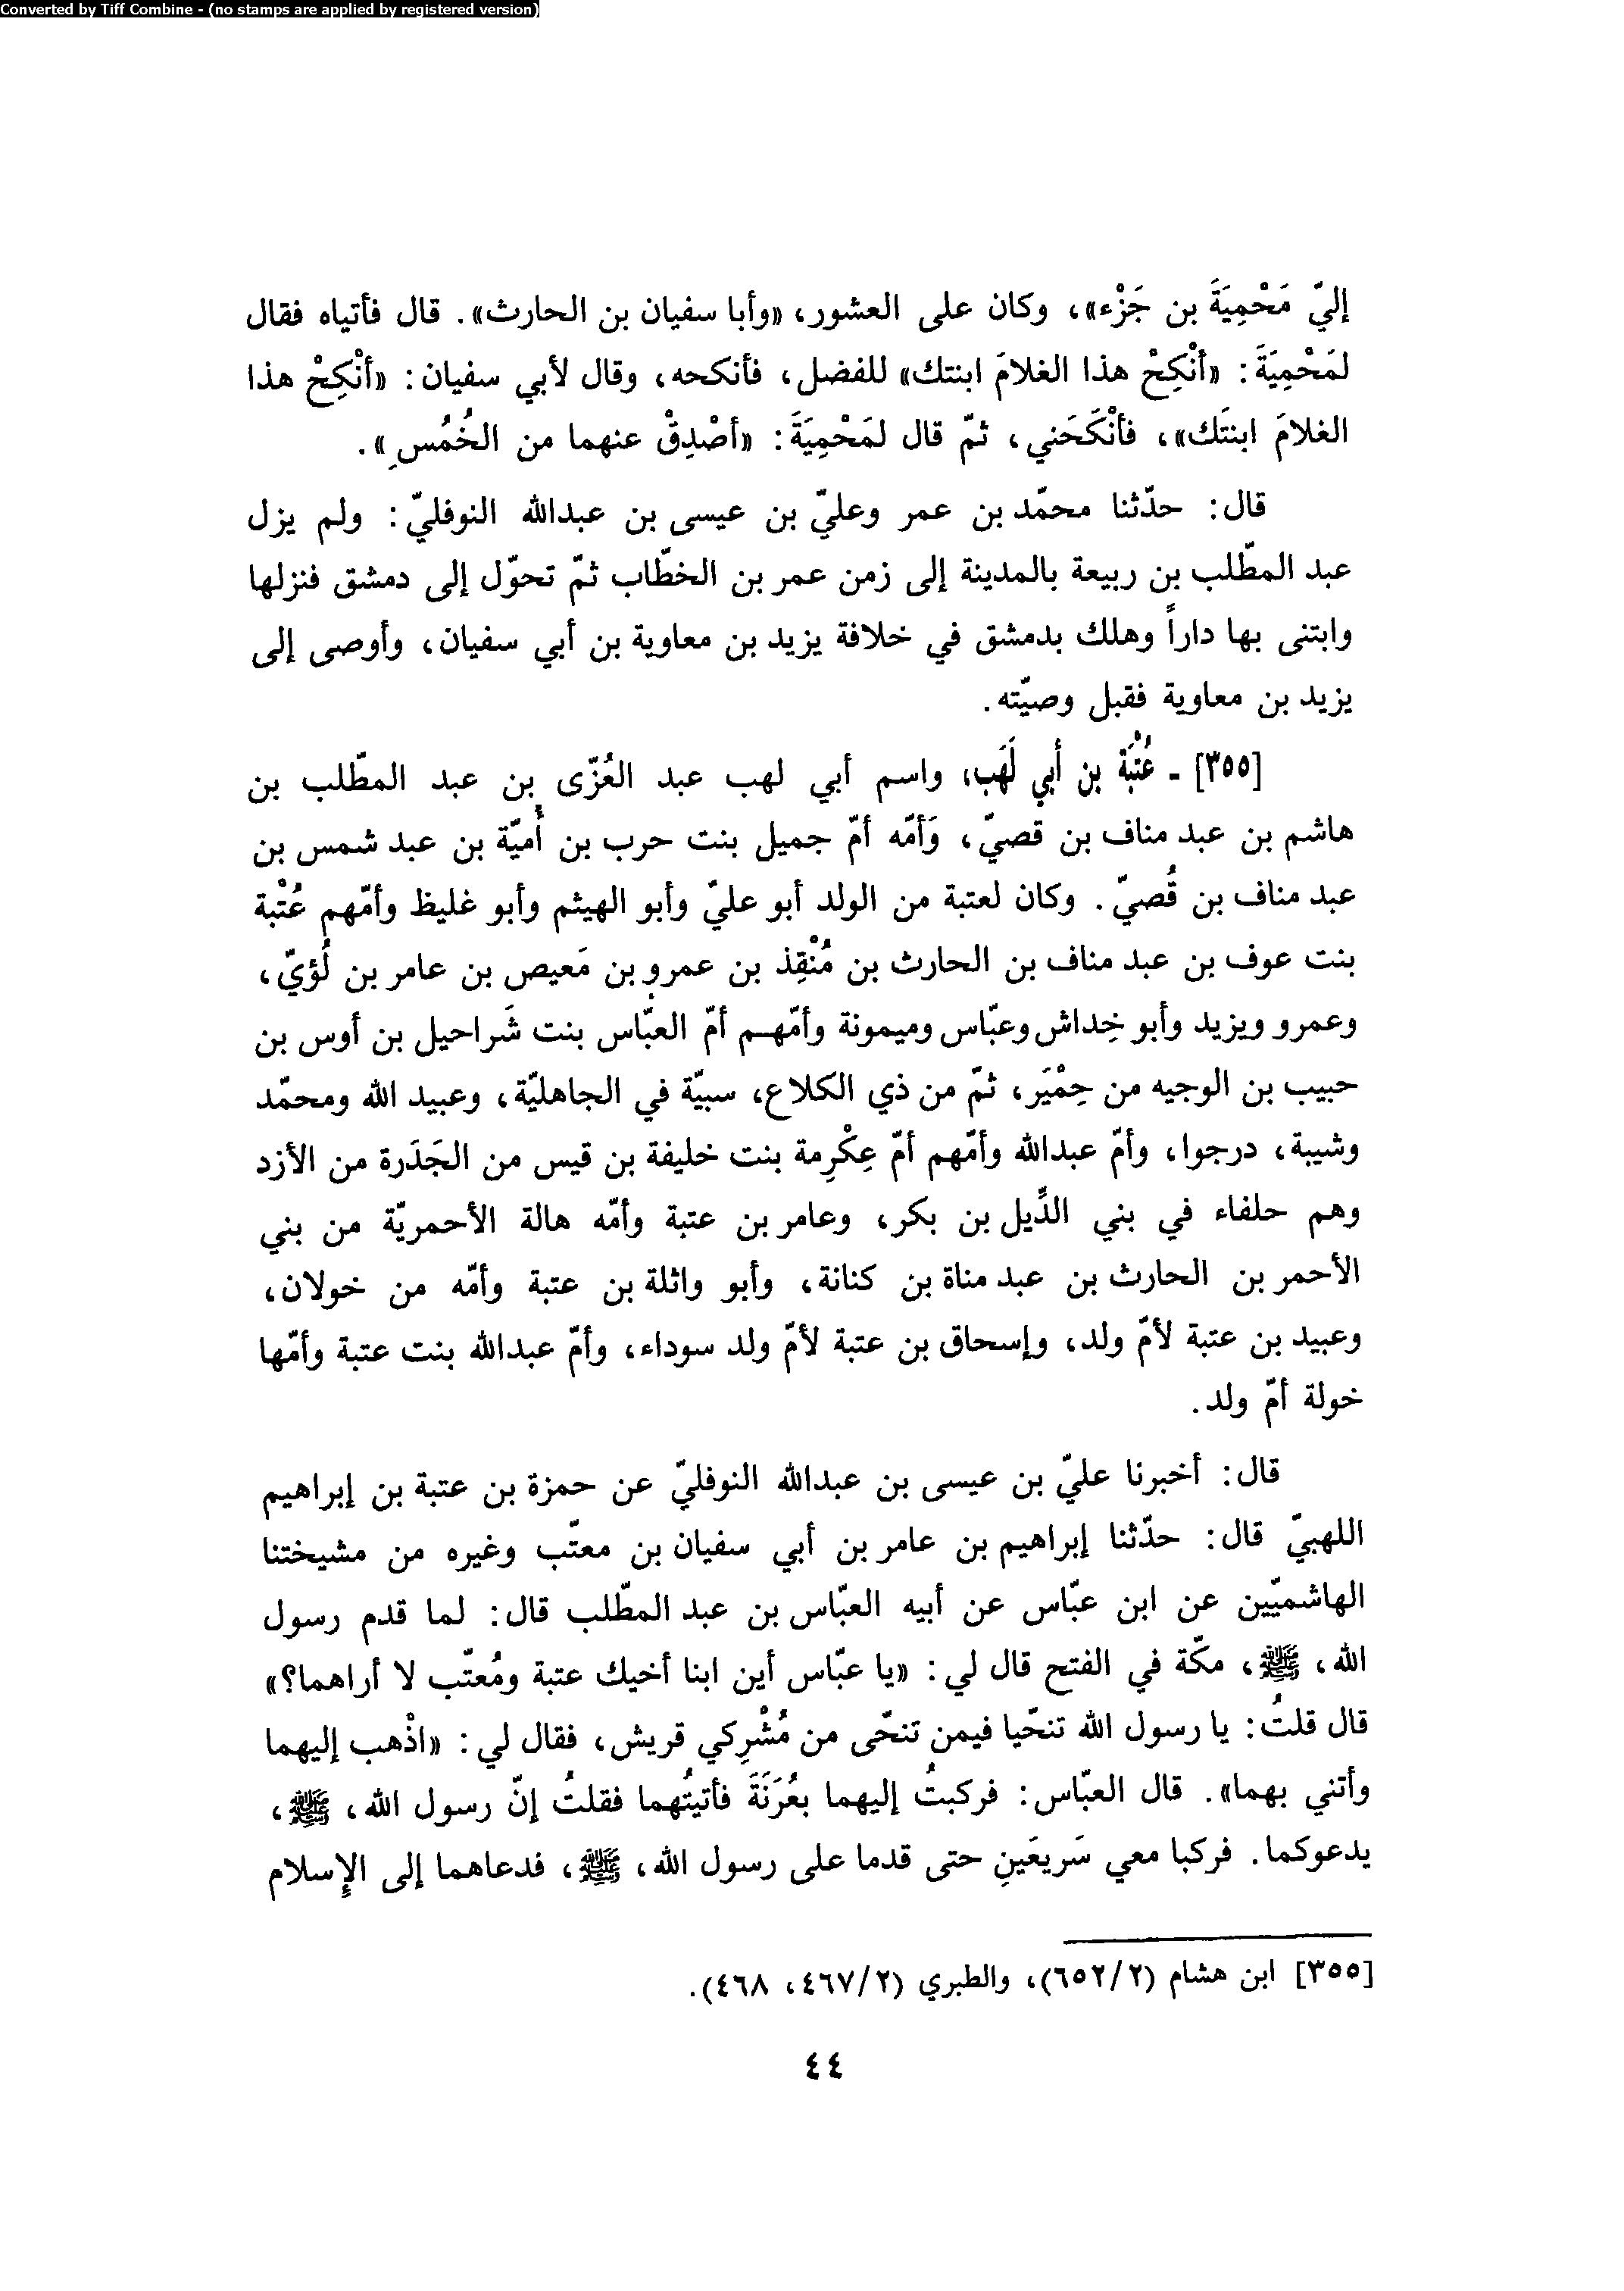 Converted by Tiff Combine - (no stamps are applied by registered version)
إليّ مَحْمِيَةَ بن جَزْء»، وكان على العشور، «وأبا سفيان بن الحارث». قال فأتياه فقال
لمَحْمِيَةَ: «أنْكِحْ هذا الغلامَ ابنتك» للفضل، فأنكحه، وقال لأبي سفيان: «أنْكِحْ هذا
الغلامَ ابنتَك»، فأنْكَحَني، ثمّ قال لمَحْمِيَةَ: «أصْدِقْ عنهما من الخُمُسِ».
قال: حدّثنا محمّد بن عمر وعليّ بن عيسى بن عبدالله النوفليّ: ولم يزل
عبد المطّلب بن ربيعة بالمدينة إلى زمن عمر بن الخطّاب ثمّ تحوّل إلى دمشق فنزلها
وابتنى بها داراً وهلك بدمشق في خلافة يزيد بن معاوية بن أبي سفيان، وأوصى إلى
يزيد بن معاوية فقبل وصيّته.
[٣٥٥] - عُتْبَة بن أبي لَهَب، واسم أبي لهب عبد العُزّى بن عبد المطّلب بن
هاشم بن عبد مناف بن قصيّ، وَأمّه أمّ جميل بنت حرب بن أُميّة بن عبد شمس بن
عبد مناف بن قُصيّ. وكان لعتبة من الولد أبو عليّ وأبو الهيثم وأبو غليظ وأمّهم عُتْبة
بنت عوف بن عبد مناف بن الحارث بن مُنْقِذ بن عمرو بن مَعيص بن عامر بن لُؤيّ،
وعمرو ويزيد وأبو خِداش وعبّاس وميمونة وأمّهم أمّ العبّاس بنت شَراحيل بن أوس بن
حبيب بن الوجيه من حِمْيَر، ثمّ من ذي الكلاع، سبيّة في الجاهليّة، وعبيد الله ومحمّد
وشيبة، درجوا، وأمّ عبدالله وأمّهم أمّ عِكْرِمة بنت خليفة بن قيس من الجَدَرة من الأزد
وهم حلفاء في بني الدِّيل بن بكر، وعامر بن عتبة وأمّه هالة الأحمريّة من بني
الأحمر بن الحارث بن عبد مناة بن كنانة، وأبو واثلة بن عتبة وأمّه من خولان،
وعبيد بن عتبة لأمّ ولد، وإسحاق بن عتبة لأمّ ولد سوداء، وأمّ عبدالله بنت عتبة وأمّها
خولة أمّ ولد.
قال: أخبرنا عليّ بن عيسى بن عبدالله النوفليّ عن حمزة بن عتبة بن إبراهيم
اللهبيّ قال: حدّثنا إبراهيم بن عامر بن أبي سفيان بن معتّب وغيره من مشيختنا
الهاشميّين عن ابن عبّاس عن أبيه العبّاس بن عبد المطّلب قال: لما قدم رسول
الله، ﷺ، مكّة في الفتح قال لي: «يا عبّاس أين ابنا أخيك عتبة ومُعتّب لا أراهما؟»
قال قلتُ: يا رسول الله تنحّيا فيمن تنحّى من مُشْرِكي قريش، فقال لي: «اذْهب إليهما
وأتني بهما». قال العبّاس: فركبتُ إليهما بعُرَنَةَ فأتيتُهما فقلتُ إنّ رسول الله، ﷺ،
يدعوكما. فركبا معي سَريعَينِ حتى قدما على رسول الله، ﷺ، فدعاهما إلى الإسلام
[٣٥٥] ابن هشام (٦٥٢/٢)، والطبري (٤٦٧/٢، ٤٦٨).
٤٤